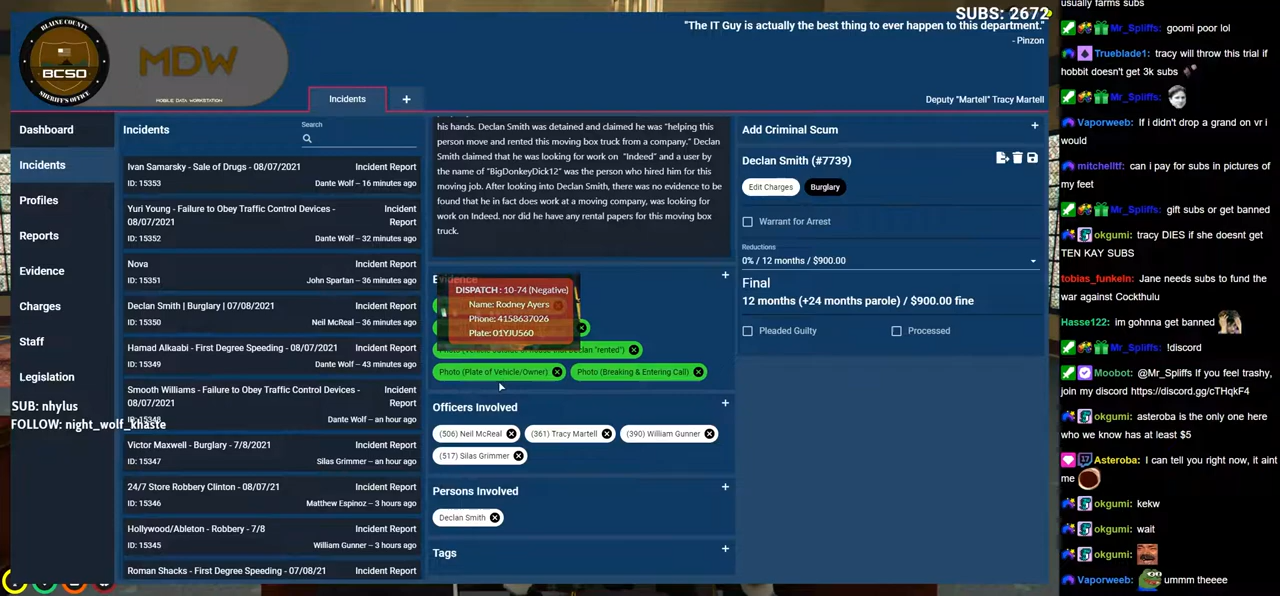 SUBS: 2672
"The IT Guy is actually the best thing to ever happen to this department."
- Pinzon
BLAINE COUNTY
BCSO
SHERIFF'S OFFICE
MDW
MOBILE DATA WORKSTATION
Incidents
+
Deputy "Martell" Tracy Martell
Dashboard
Incidents
Profiles
Reports
Evidence
Charges
Staff
Legislation
SUB: nhylus
FOLLOW: night_wolf_khaste
Incidents
Search
Ivan Samarsky - Sale of Drugs - 08/07/2021 Incident Report
ID: 15353 Dante Wolf - 16 minutes ago
Yuri Young - Failure to Obey Traffic Control Devices - 08/07/2021 Incident Report
ID: 15352 Dante Wolf - 32 minutes ago
Nova Incident Report
ID: 15351 John Spartan - 36 minutes ago
Declan Smith | Burglary | 07/08/2021 Incident Report
ID: 15350 Neil McReal - 36 minutes ago
Hamad Alkaabi - First Degree Speeding - 08/07/2021 Incident Report
ID: 15349 Dante Wolf - 43 minutes ago
Smooth Williams - Failure to Obey Traffic Control Devices - 08/07/2021 Incident Report
ID: 15348 Dante Wolf - an hour ago
Victor Maxwell - Burglary - 7/8/2021 Incident Report
ID: 15347 Silas Grimmer - an hour ago
24/7 Store Robbery Clinton - 08/07/21 Incident Report
ID: 15346 Matthew Espinoz - 3 hours ago
Hollywood/Ableton - Robbery - 7/8 Incident Report
ID: 15345 William Gunner - 3 hours ago
Roman Shacks - First Degree Speeding - 07/08/21 Incident Report
his hands. Declan Smith was detained and claimed he was "helping this
person move and rented this moving box truck from a company." Declan
Smith claimed that he was looking for work on "Indeed" and a user by
the name of "BigDonkeyDick12" was the person who hired him for this
moving job. After looking into Declan Smith, there was no evidence to be
found that he in fact does work at a moving company, was looking for
work on Indeed, nor did he have any rental papers for this moving box
truck.
Evidence
+
DISPATCH : 10-74 (Negative)
Name: Rodney Ayers
Phone: 4158637026
Plate: 01YJU560
Photo (Vehicle outside of house that Declan "rented")
Photo (Plate of Vehicle/Owner) Photo (Breaking & Entering Call)
Officers Involved
+
(506) Neil McReal (361) Tracy Martell (390) William Gunner
(517) Silas Grimmer
Persons Involved
+
Declan Smith
Tags
+
Add Criminal Scum
+
Declan Smith (#7739)
Edit Charges Burglary
Warrant for Arrest
Reductions
0% / 12 months / $900.00
Final
12 months (+24 months parole) / $900.00 fine
Pleaded Guilty Processed
usually farms subs
Mr_Spliffs: goomi poor lol
Trueblade1: tracy will throw this trial if
hobbit doesn't get 3k subs
Mr_Spliffs:
Vaporweeb: If i didn't drop a grand on vr i
would
mitchelltf: can i pay for subs in pictures of
my feet
Mr_Spliffs: gift subs or get banned
okgumi: tracy DIES if she doesnt get
TEN KAY SUBS
tobias_funkeln: Jane needs subs to fund the
war against Cockthulu
Hasse122: im gohnna get banned
Mr_Spliffs: !discord
Moobot: @Mr_Spliffs If you feel trashy,
join my discord https://discord.gg/cTHqkF4
okgumi: asteroba is the only one here
who we know has at least $5
17 Asteroba: I can tell you right now, it aint
me
okgumi: kekw
okgumi: wait
okgumi:
Vaporweeb: ummm theeee